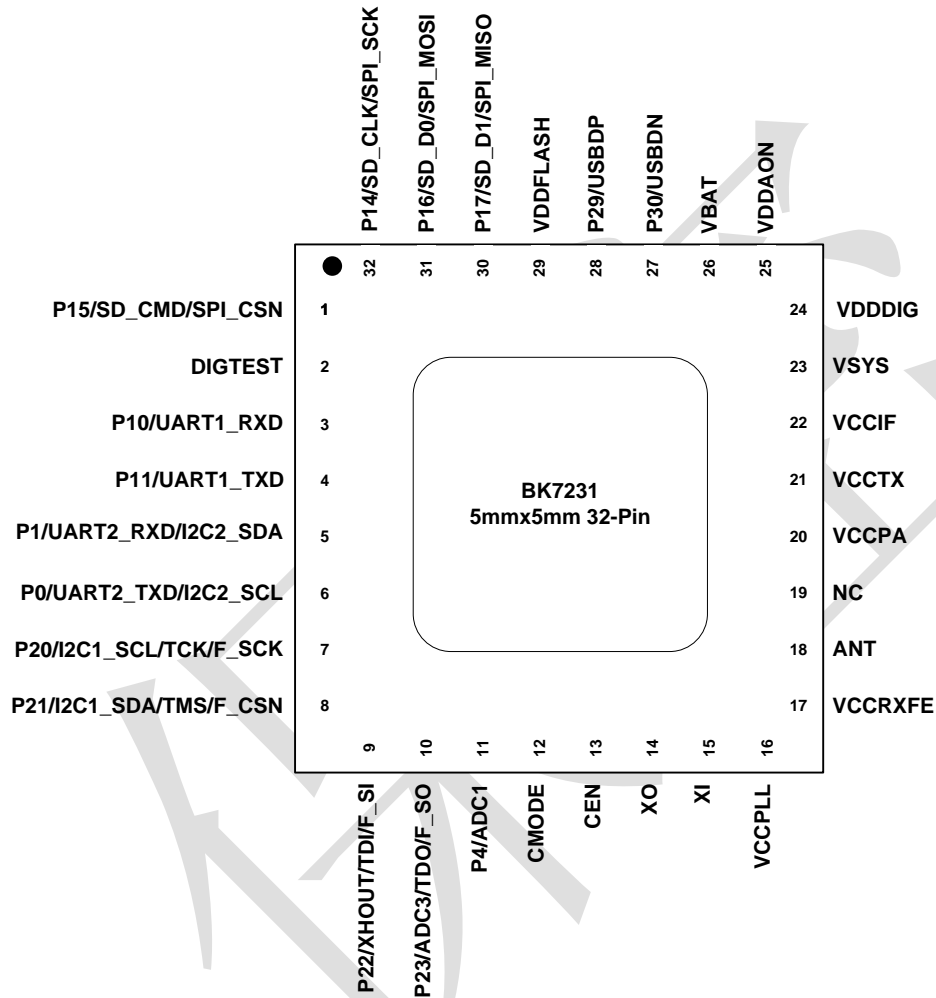 P14/SD_CLK/SPI_SCK
P16/SD_D0/SPI_MOSI
P17/SD_D1/SPI_MISO
VDDFLASH
P29/USBDP
P30/USBDN
VBAT
VDDAON
32
31
30
29
28
27
26
25
P15/SD_CMD/SPI_CSN
1
DIGTEST
2
P10/UART1_RXD
3
P11/UART1_TXD
4
P1/UART2_RXD/I2C2_SDA
5
P0/UART2_TXD/I2C2_SCL
6
P20/I2C1_SCL/TCK/F_SCK
7
P21/I2C1_SDA/TMS/F_CSN
8
BK7231
5mmx5mm 32-Pin
24
VDDDIG
23
VSYS
22
VCCIF
21
VCCTX
20
VCCPA
19
NC
18
ANT
17
VCCRXFE
9
10
11
12
13
14
15
16
P22/XHOUT/TDI/F_SI
P23/ADC3/TDO/F_SO
P4/ADC1
CMODE
CEN
XO
XI
VCCPLL